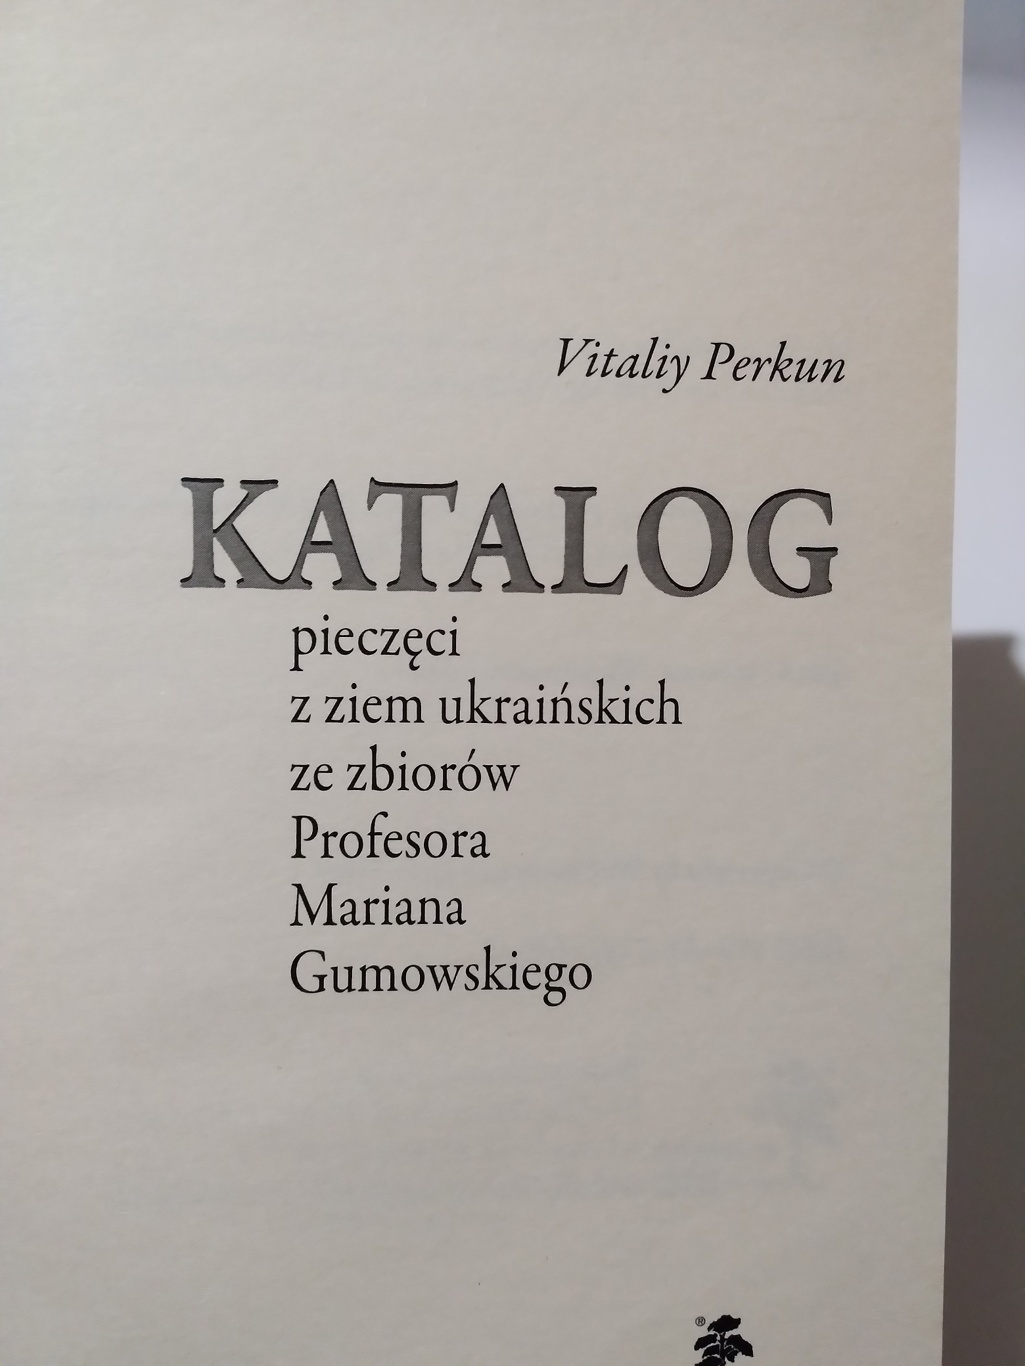 Vitaliy Perkun
KATALOG
pieczęci
z ziem ukraińskich
ze zbiorów
Profesora
Mariana
Gumowskiego
®